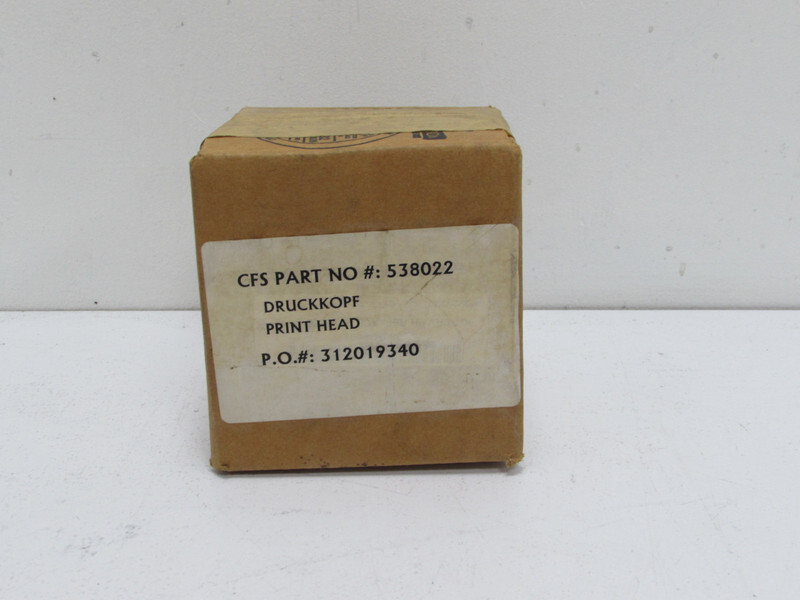 CFS PART NO #: 538022
DRUCKKOPF
PRINT HEAD
P.O.#: 312019340